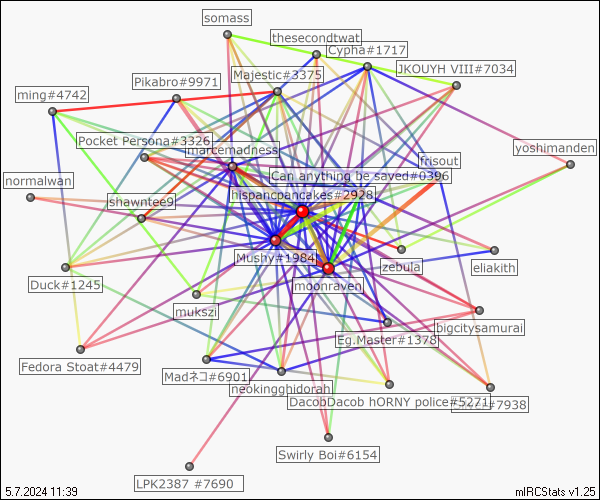 somass
thesecondtwat
Cypha#1717
Majestic#3375
JKOUYH VIII#7034
Pikabro#9971
ming#4742
Pocket Persona#3326
marcemadness
yoshimanden
frisout
Can anything be saved#0396
normalwan
hispancpancakes#2928
shawntee9
Mushy#1984
zebula
eliakith
Duck#1245
moonraven
mukszi
bigcitysamurai
Eg.Master#1378
Fedora Stoat#4479
Madネコ#6901
neokingghidorah
DacobDacob hORNY police#5271
#7938
Swirly Boi#6154
LPK2387 #7690
5.7.2024 11:39
mIRCStats v1.25